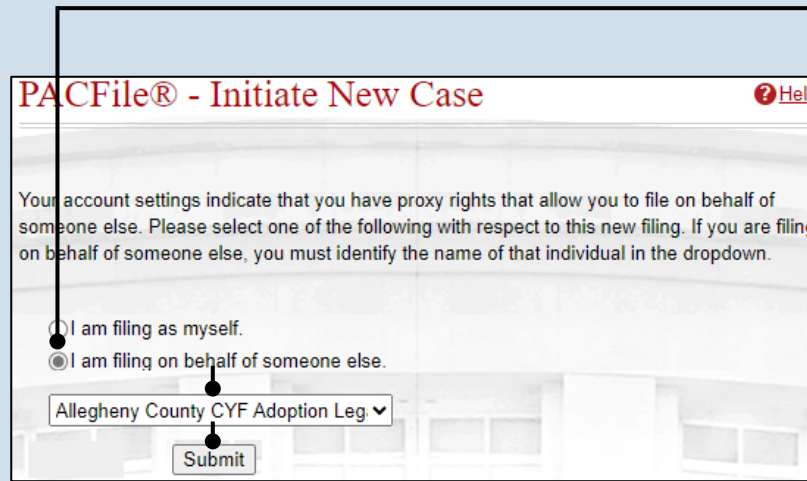 PACFile® - Initiate New Case
Hel
Your account settings indicate that you have proxy rights that allow you to file on behalf of
someone else. Please select one of the following with respect to this new filing. If you are filing
on behalf of someone else, you must identify the name of that individual in the dropdown.
I am filing as myself.
I am filing on behalf of someone else.
Allegheny County CYF Adoption Leg
Submit